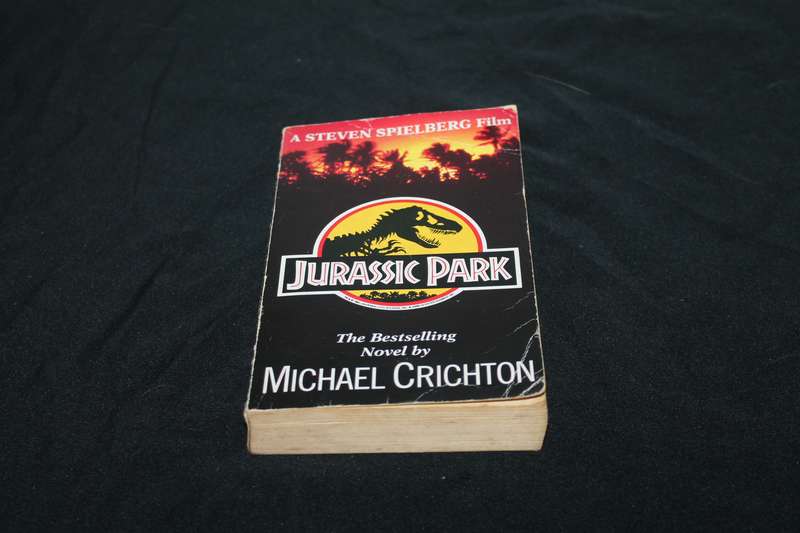 A STEVEN SPIELBERG Film
JURASSIC PARK
The Bestselling
Novel by
MICHAEL CRICHTON